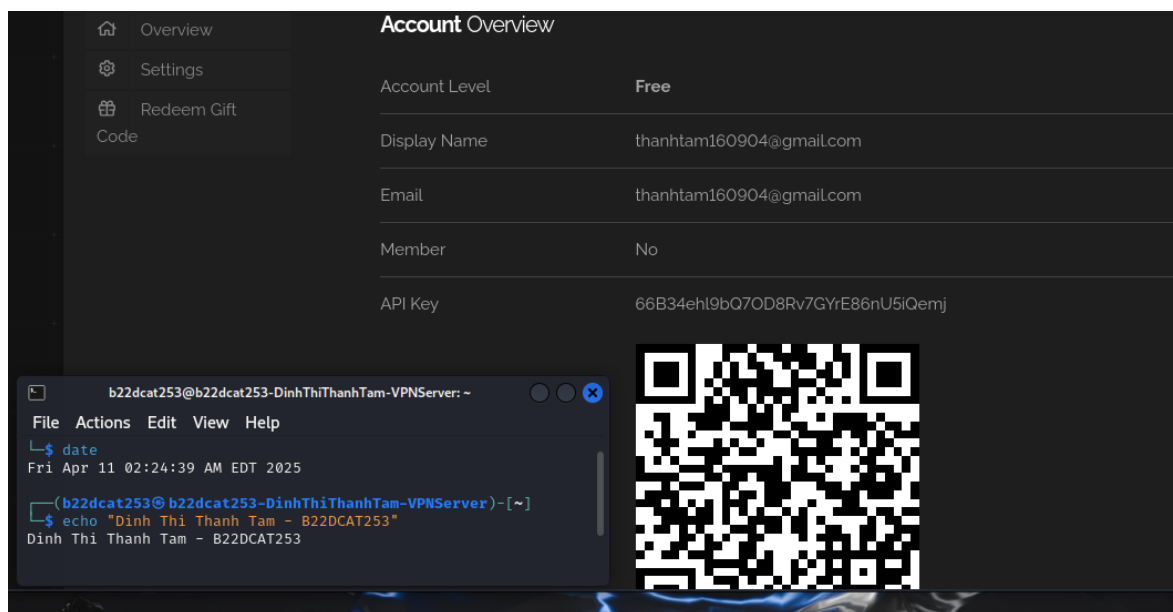 Overview
Settings
Redeem Gift
Code
Account Overview
Account Level Free
Display Name thanhtam160904@gmail.com
Email thanhtam160904@gmail.com
Member No
API Key 66B34ehl9bQ7OD8Rv7GYrE86nU5iQemj
b22dcat253@b22dcat253-DinhThiThanhTam-VPNServer: ~
File Actions Edit View Help
└─$ date
Fri Apr 11 02:24:39 AM EDT 2025
┌──(b22dcat253㉿b22dcat253-DinhThiThanhTam-VPNServer)-[~]
└─$ echo "Dinh Thi Thanh Tam - B22DCAT253"
Dinh Thi Thanh Tam - B22DCAT253